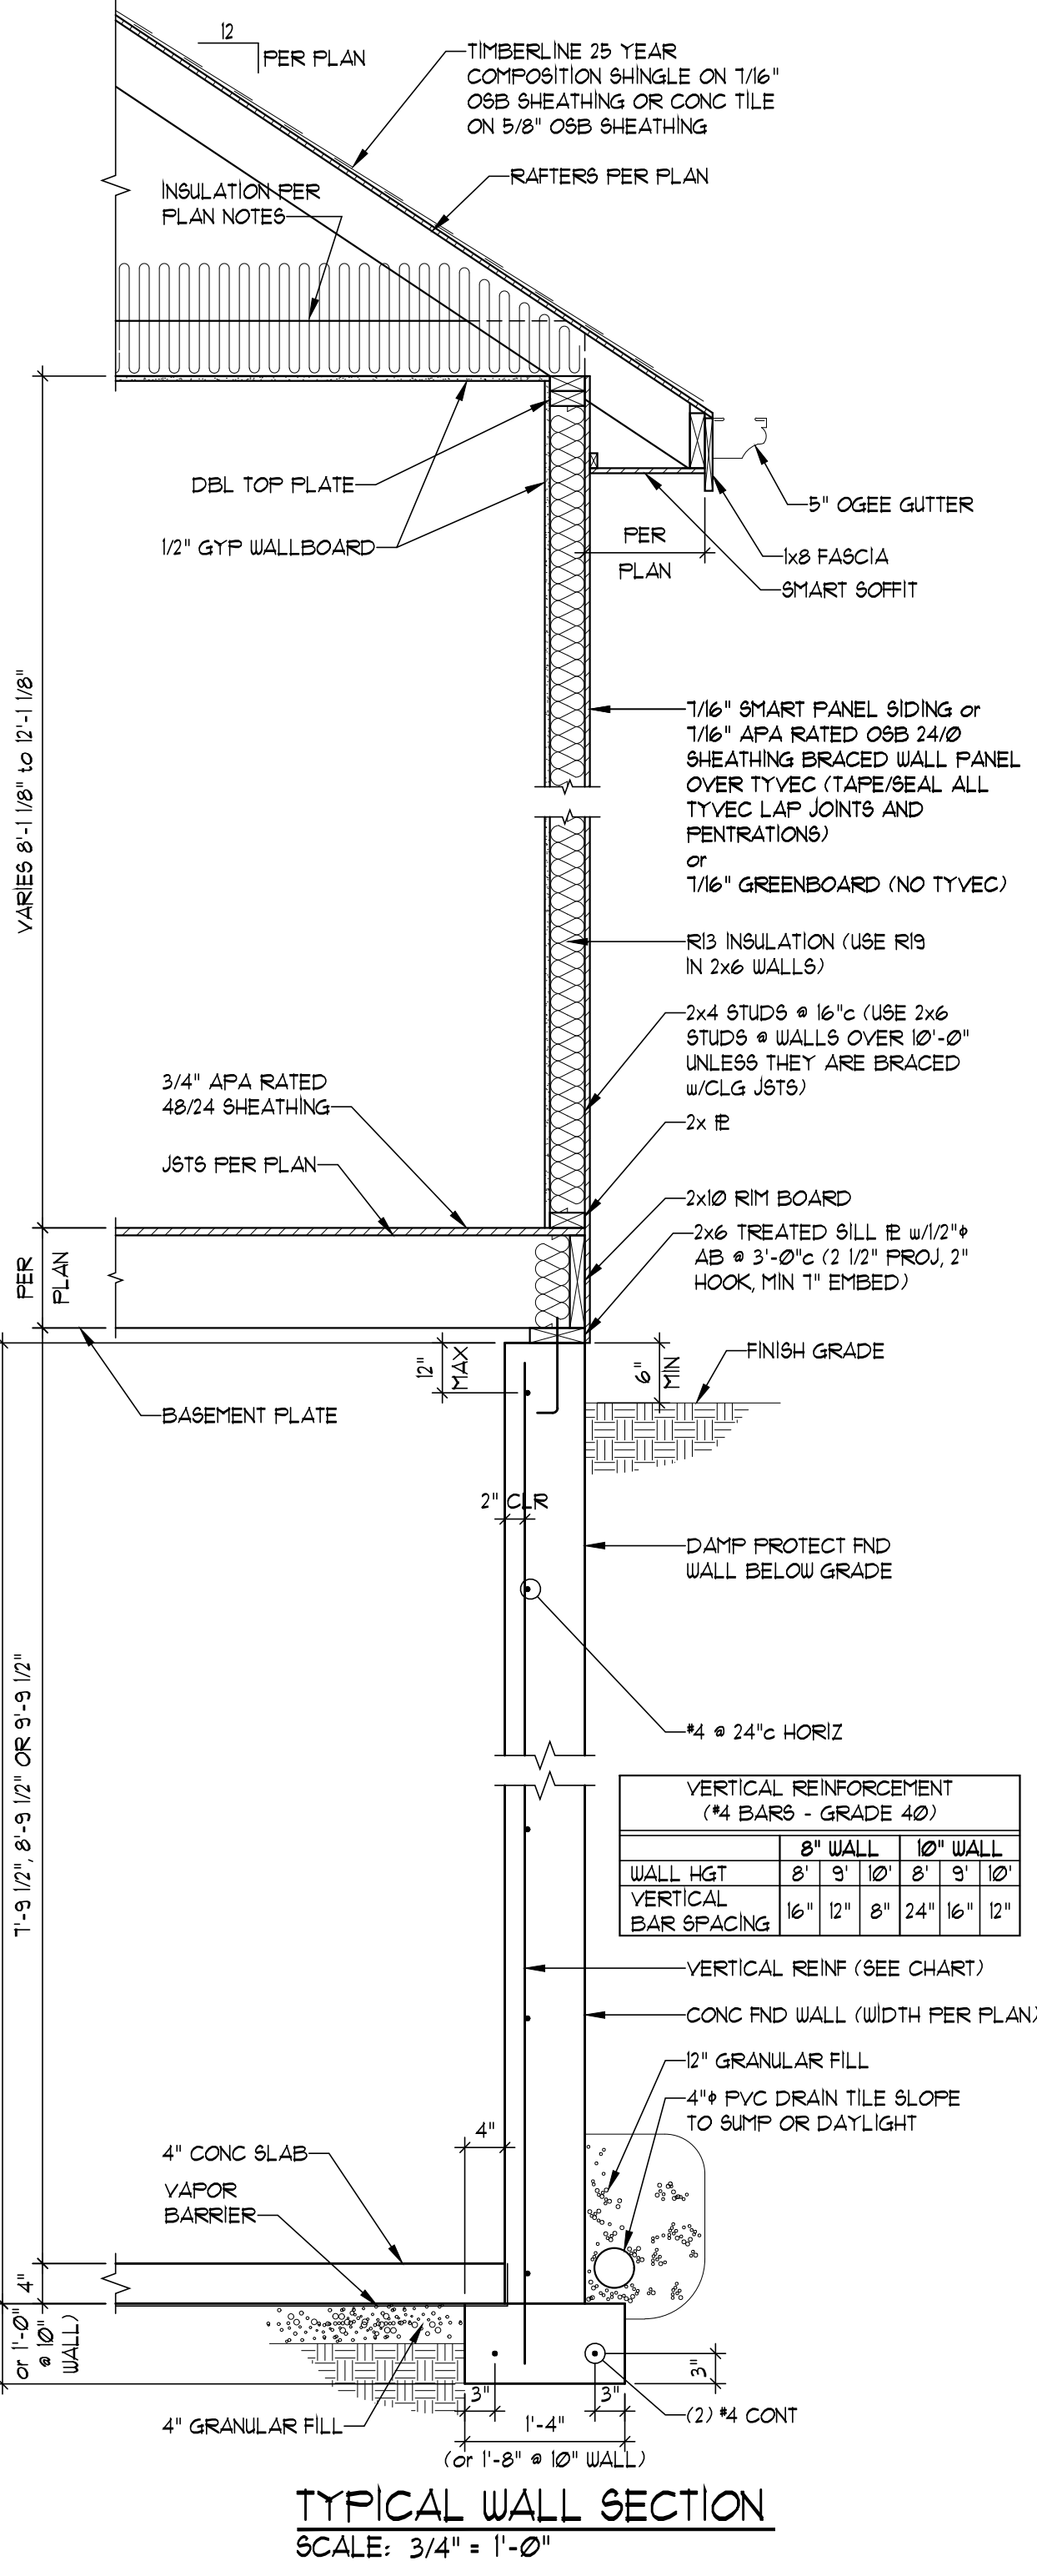 12
PER PLAN
TIMBERLINE 25 YEAR
COMPOSITION SHINGLE ON 7/16"
OSB SHEATHING OR CONC TILE
ON 5/8" OSB SHEATHING
RAFTERS PER PLAN
INSULATION PER
PLAN NOTES
DBL TOP PLATE
1/2" GYP WALLBOARD
5" OGEE GUTTER
PER
PLAN
1x8 FASCIA
SMART SOFFIT
VARIES 8'-1 1/8" to 12'-1 1/8"
7/16" SMART PANEL SIDING or
7/16" APA RATED OSB 24/0
SHEATHING BRACED WALL PANEL
OVER TYVEC (TAPE/SEAL ALL
TYVEC LAP JOINTS AND
PENTRATIONS)
or
7/16" GREENBOARD (NO TYVEC)
R13 INSULATION (USE R19
IN 2x6 WALLS)
2x4 STUDS @ 16"c (USE 2x6
STUDS @ WALLS OVER 10'-0"
UNLESS THEY ARE BRACED
w/CLG JSTS)
3/4" APA RATED
48/24 SHEATHING
2x ⅊
JSTS PER PLAN
2x10 RIM BOARD
2x6 TREATED SILL ⅊ w/1/2"ϕ
AB @ 3'-0"c (2 1/2" PROJ, 2"
HOOK, MIN 7" EMBED)
PER
PLAN
12"
MAX
6"
MIN
FINISH GRADE
BASEMENT PLATE
2" CLR
DAMP PROTECT FND
WALL BELOW GRADE
#4 @ 24"c HORIZ
7'-9 1/2", 8'-9 1/2" OR 9'-9 1/2"
VERTICAL REINFORCEMENT
(#4 BARS - GRADE 40)
8" WALL 10" WALL
WALL HGT 8' 9' 10' 8' 9' 10'
VERTICAL
BAR SPACING 16" 12" 8" 24" 16" 12"
VERTICAL REINF (SEE CHART)
CONC FND WALL (WIDTH PER PLAN)
12" GRANULAR FILL
4"ϕ PVC DRAIN TILE SLOPE
TO SUMP OR DAYLIGHT
4"
4" CONC SLAB
VAPOR
BARRIER
4"
or 1'-0"
@ 10"
WALL)
3"
3"
3"
(2) #4 CONT
4" GRANULAR FILL
1'-4"
(or 1'-8" @ 10" WALL)
TYPICAL WALL SECTION
SCALE: 3/4" = 1'-0"